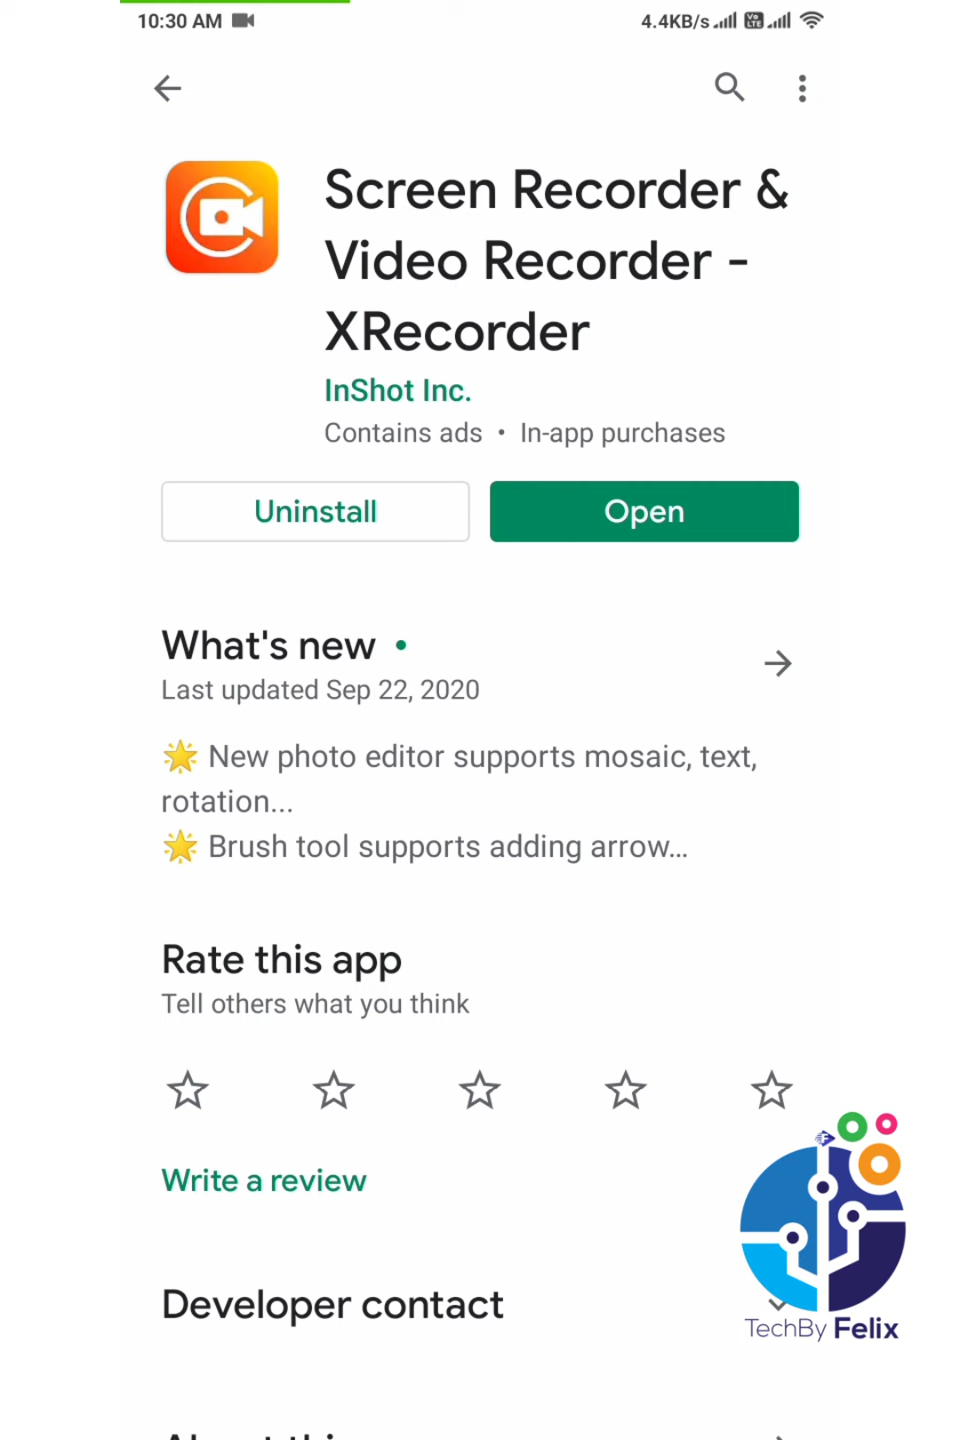 10:30 AM 4.4KB/s Vo LTE
Screen Recorder &
Video Recorder -
XRecorder
InShot Inc.
Contains ads • In-app purchases
Uninstall Open
What's new •
Last updated Sep 22, 2020
🌟 New photo editor supports mosaic, text,
rotation...
🌟 Brush tool supports adding arrow...
Rate this app
Tell others what you think
Write a review
Developer contact
TechBy Felix